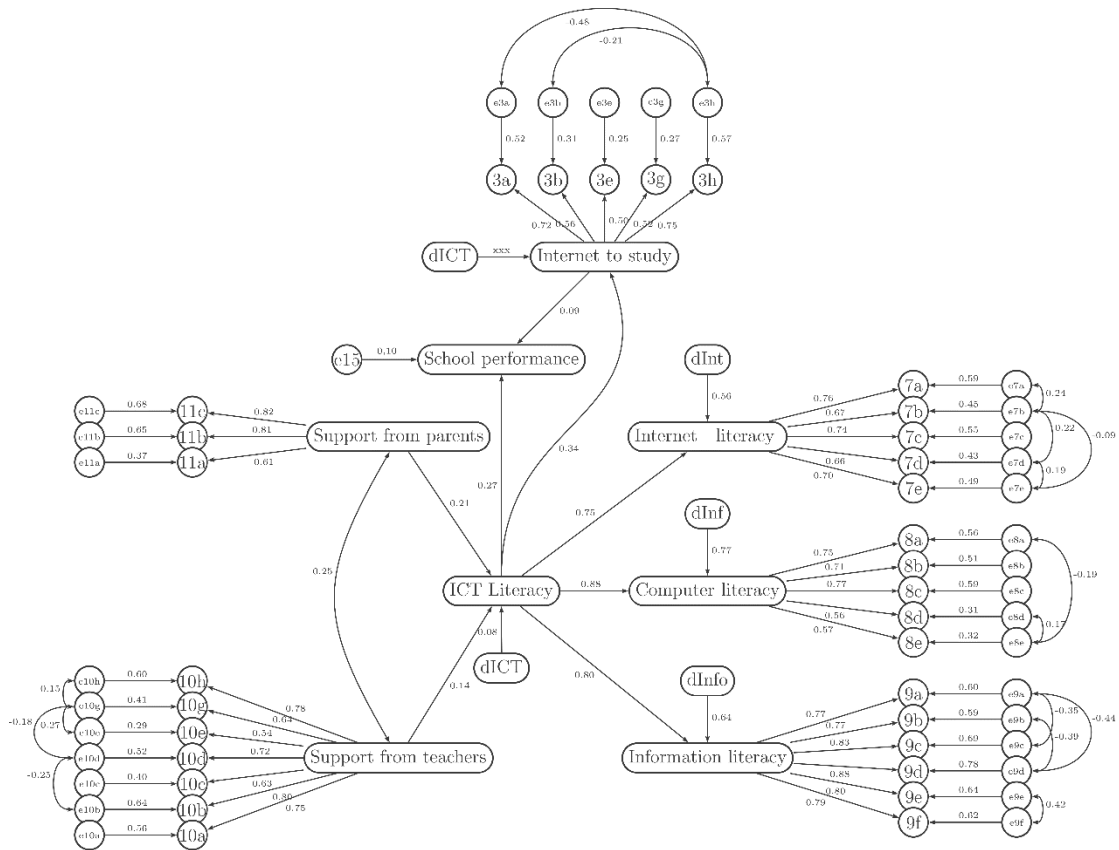 0.48
-0.21
e3a e3b e3e e3g e3h
0.52 0.31 0.25 0.27 0.57
3a 3b 3e 3g 3h
0.72 0.56 0.50 0.52 0.75
dICT xxx Internet to study
0.09
e15 0.10 School performance
dInt
0.56
0.34
0.27
e11c 0.68 11c 0.82
e11b 0.65 11b 0.81
e11a 0.37 11a 0.61
Support from parents
0.21
0.25
Internet literacy
0.76 7a 0.59 e7a
0.67 7b 0.45 e7b
0.74 7c 0.55 e7c
0.66 7d 0.43 e7d
0.70 7e 0.49 e7e
0.24
0.22
-0.09
0.19
0.75
dInf
0.77
ICT Literacy 0.88 Computer literacy
0.75 8a 0.56 e8a
0.71 8b 0.51 e8b
0.77 8c 0.59 e8c
0.56 8d 0.31 e8d
0.57 8e 0.32 e8e
-0.19
0.17
0.08
dICT
0.14
0.80
dInfo
0.64
e10h 0.60 10h 0.78
e10g 0.41 10g 0.64
e10e 0.29 10e 0.54
e10d 0.52 10d 0.72
e10c 0.40 10c 0.63
e10b 0.64 10b 0.80
e10a 0.56 10a 0.75
0.15
-0.18
0.27
-0.25
Support from teachers
Information literacy
0.77 9a 0.60 e9a
0.77 9b 0.59 e9b
0.83 9c 0.69 e9c
0.88 9d 0.78 e9d
0.80 9e 0.64 e9e
0.79 9f 0.62 e9f
-0.35
-0.44
-0.39
0.42